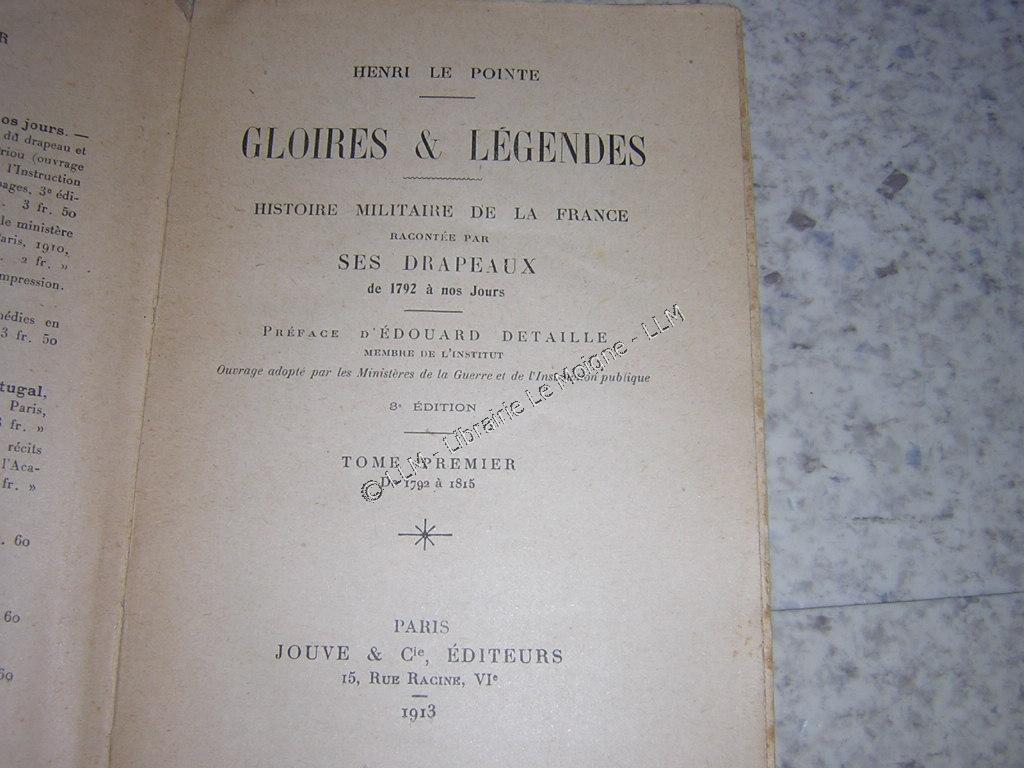 R
os jours. —
du drapeau et
riou (ouvrage
l'Instruction
pages, 3e édi-
3 fr. 50
le ministère
aris, 1910,
2 fr. »
mpression.
médies en
3 fr. 50
tugal,
Paris,
fr. »
récits
l'Aca-
fr. »
. 60
60
60
HENRI LE POINTE
GLOIRES & LÉGENDES
HISTOIRE MILITAIRE DE LA FRANCE
RACONTÉE PAR
SES DRAPEAUX
de 1792 à nos Jours
PRÉFACE D'ÉDOUARD DETAILLE
MEMBRE DE L'INSTITUT
Ouvrage adopté par les Ministères de la Guerre et de l'Instruction publique
8e ÉDITION
TOME PREMIER
De 1792 à 1815
PARIS
JOUVE & Cie, ÉDITEURS
15, RUE RACINE, VIe
1913
© LLM - Librairie Le Moigne - LLM